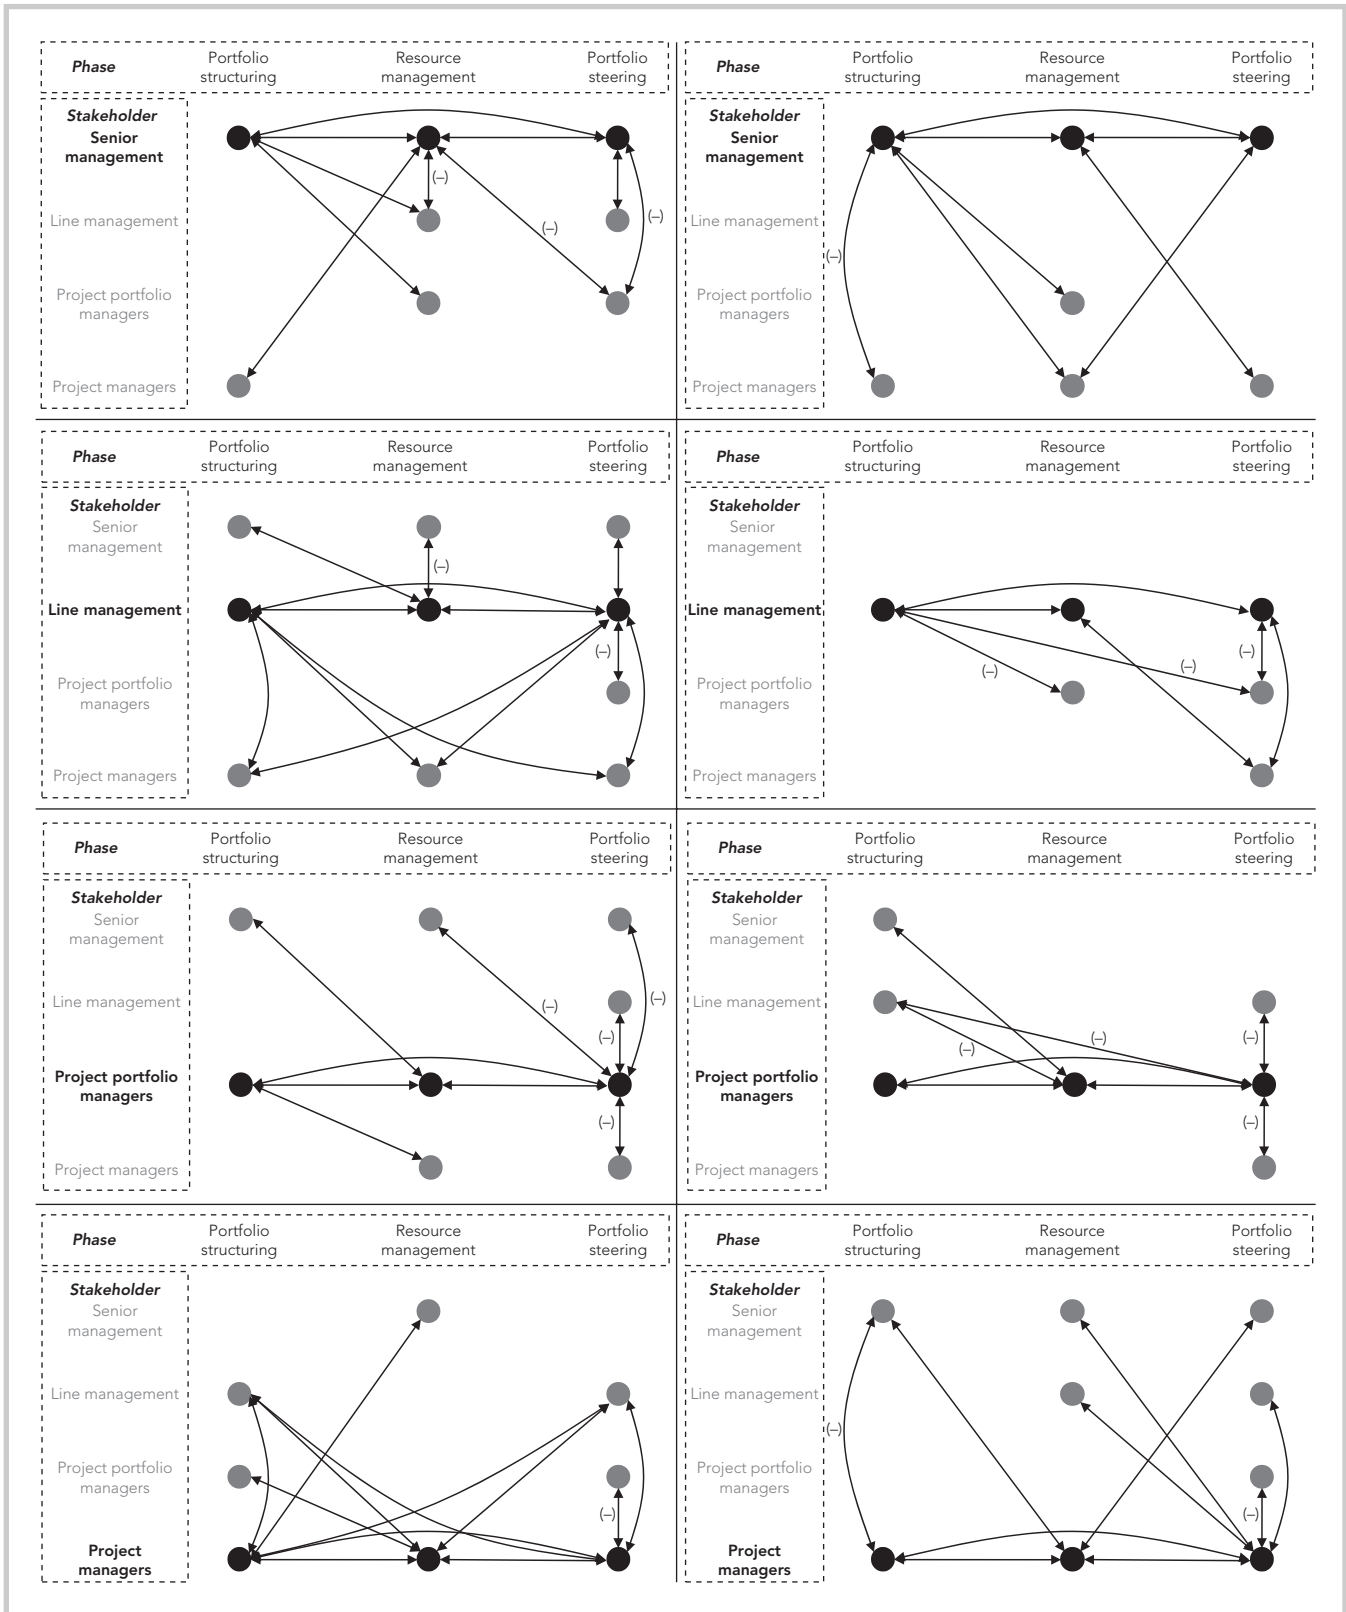 Phase
Portfolio
structuring
Resource
management
Portfolio
steering
Stakeholder
Senior
management
(–)
(–)
(–)
Line management
Project portfolio
managers
Project managers
Phase
Portfolio
structuring
Resource
management
Portfolio
steering
Stakeholder
Senior
management
Line management
(–)
Project portfolio
managers
Project managers
Phase
Portfolio
structuring
Resource
management
Portfolio
steering
Stakeholder
Senior
management
(–)
Line management
(–)
Project portfolio
managers
Project managers
Phase
Portfolio
structuring
Resource
management
Portfolio
steering
Stakeholder
Senior
management
Line management
(–)
(–)
(–)
Project portfolio
managers
Project managers
Phase
Portfolio
structuring
Resource
management
Portfolio
steering
Stakeholder
Senior
management
Line management
(–)
(–)
(–)
Project portfolio
managers
(–)
Project managers
Phase
Portfolio
structuring
Resource
management
Portfolio
steering
Stakeholder
Senior
management
Line management
(–)
(–)
(–)
Project portfolio
managers
(–)
Project managers
Phase
Portfolio
structuring
Resource
management
Portfolio
steering
Stakeholder
Senior
management
Line management
Project portfolio
managers
(–)
Project
managers
Phase
Portfolio
structuring
Resource
management
Portfolio
steering
Stakeholder
Senior
management
Line management
(–)
Project portfolio
managers
(–)
Project
managers